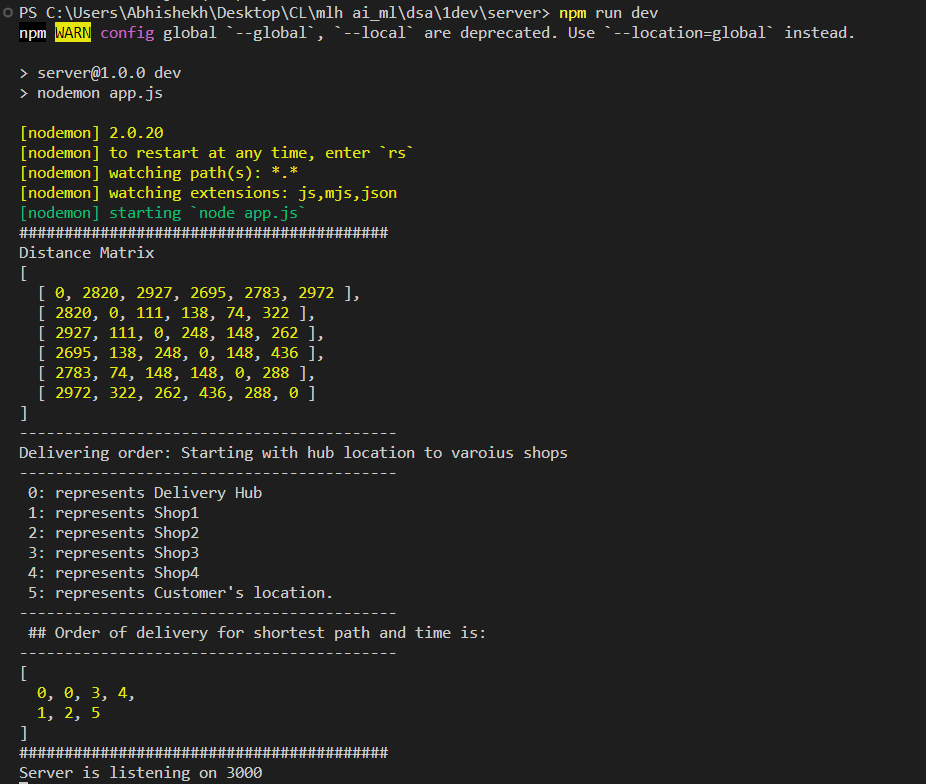 PS C:\Users\Abhishekh\Desktop\CL\mlh ai_ml\dsa\1dev\server> npm run dev
npm WARN config global `--global`, `--local` are deprecated. Use `--location=global` instead.
> server@1.0.0 dev
> nodemon app.js
[nodemon] 2.0.20
[nodemon] to restart at any time, enter `rs`
[nodemon] watching path(s): *.*
[nodemon] watching extensions: js,mjs,json
[nodemon] starting `node app.js`
#########################################
Distance Matrix
[
  [ 0, 2820, 2927, 2695, 2783, 2972 ],
  [ 2820, 0, 111, 138, 74, 322 ],
  [ 2927, 111, 0, 248, 148, 262 ],
  [ 2695, 138, 248, 0, 148, 436 ],
  [ 2783, 74, 148, 148, 0, 288 ],
  [ 2972, 322, 262, 436, 288, 0 ]
]
------------------------------------------
Delivering order: Starting with hub location to varoius shops
------------------------------------------
 0: represents Delivery Hub
 1: represents Shop1
 2: represents Shop2
 3: represents Shop3
 4: represents Shop4
 5: represents Customer's location.
------------------------------------------
 ## Order of delivery for shortest path and time is:
------------------------------------------
[
  0, 0, 3, 4,
  1, 2, 5
]
#########################################
Server is listening on 3000